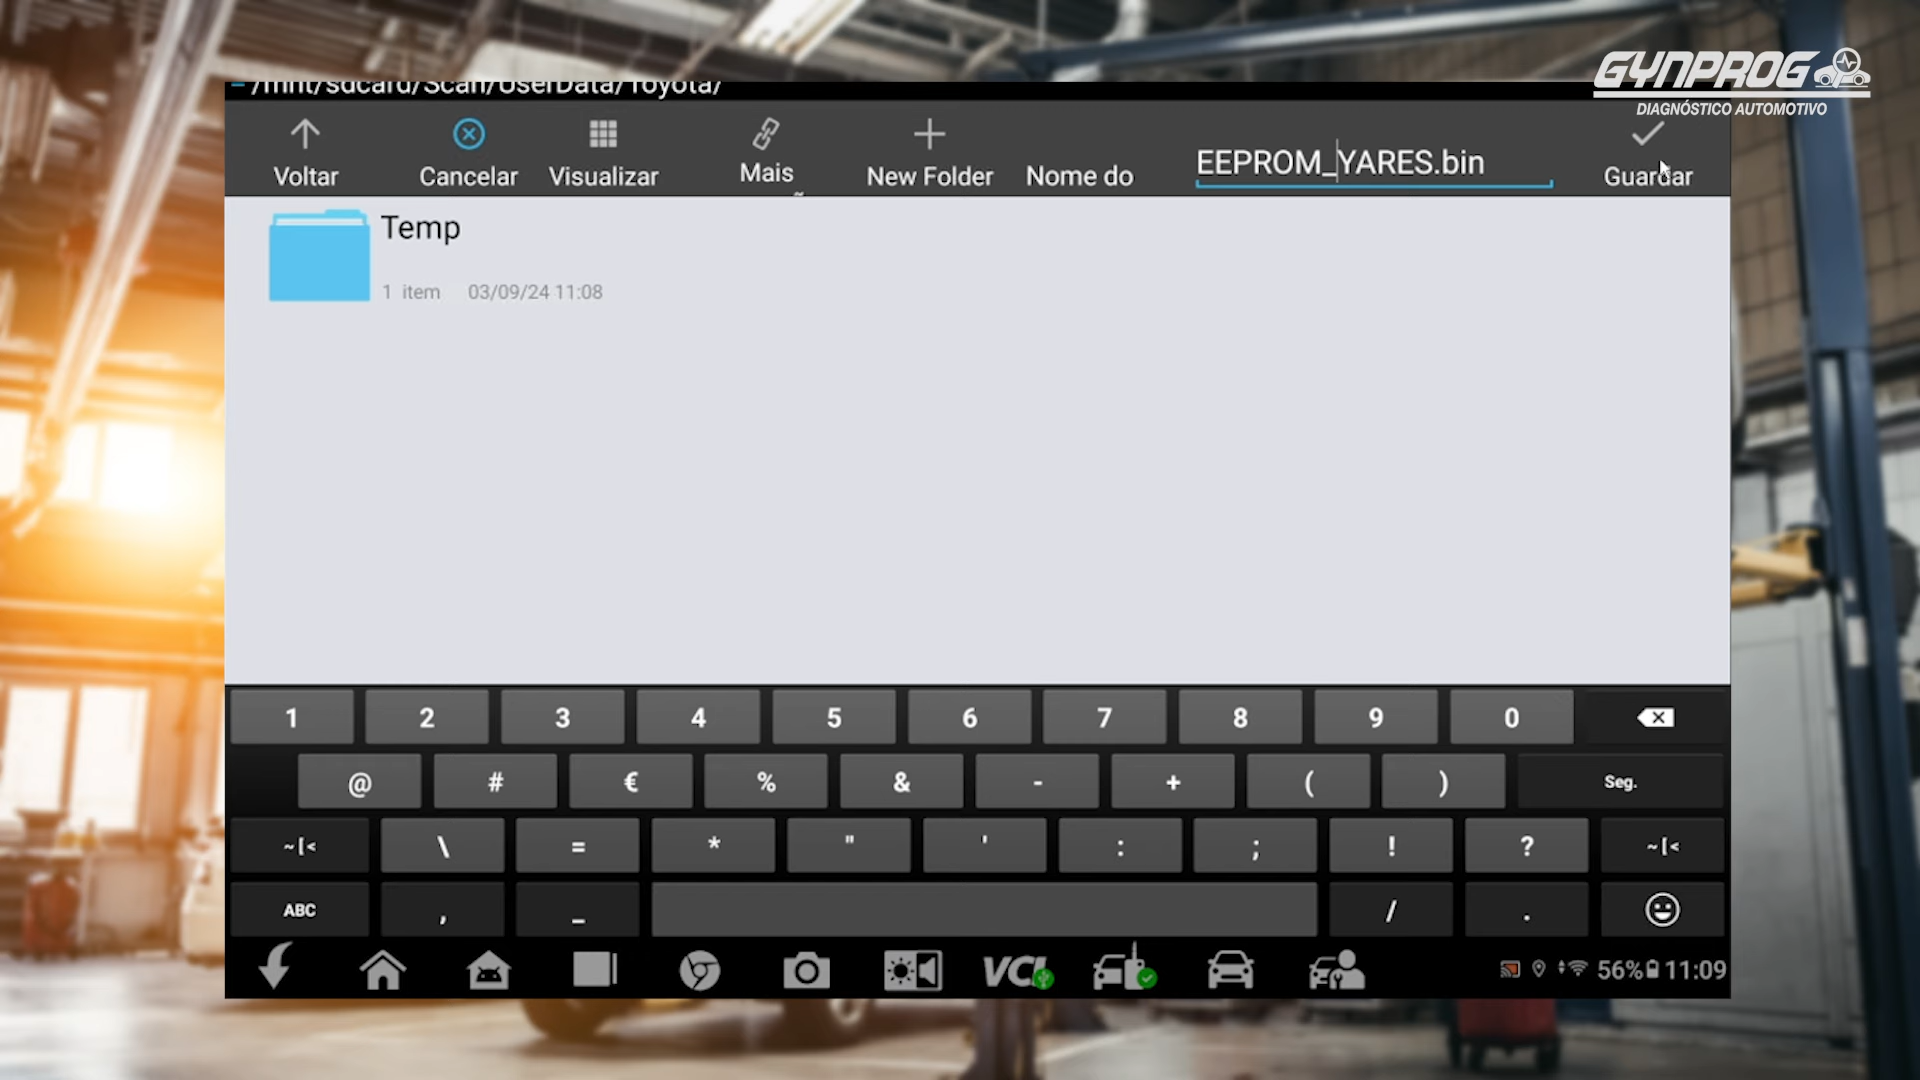 GYNPROG
DIAGNÓSTICO AUTOMOTIVO
/mnt/sdcard/Scan/UserData/Toyota/
Voltar Cancelar Visualizar Mais New Folder Nome do EEPROM_YARES.bin Guardar
Temp
1 item 03/09/24 11:08
1 2 3 4 5 6 7 8 9 0
@ # € % & - + ( ) Seg.
~[< \ = * " ' : ; ! ? ~[<
ABC , _ / .
VCI 56% 11:09